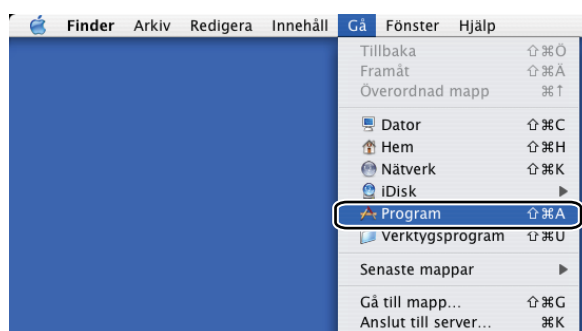 Finder Arkiv Redigera Innehåll Gå Fönster Hjälp
Tillbaka ⇧⌘Ö
Framåt ⇧⌘Ä
Överordnad mapp ⌘↑
Dator ⇧⌘C
Hem ⇧⌘H
Nätverk ⇧⌘K
iDisk ▶
Program ⇧⌘A
Verktygsprogram ⇧⌘U
Senaste mappar ▶
Gå till mapp... ⇧⌘G
Anslut till server... ⌘K